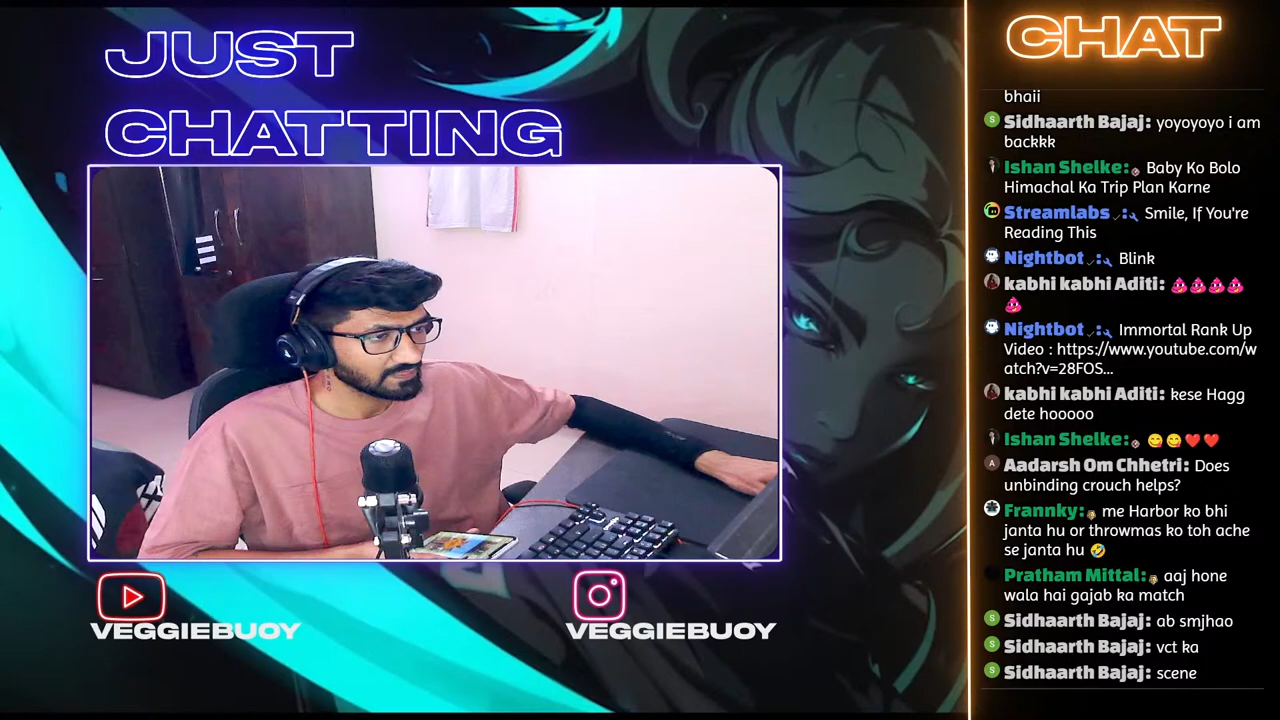 JUST
CHATTING
VEGGIEBUOY
VEGGIEBUOY
CHAT
bhaii
Sidhaarth Bajaj: yoyoyoyo i am
backkk
Ishan Shelke: Baby Ko Bolo
Himachal Ka Trip Plan Karne
Streamlabs : Smile, If You're
Reading This
Nightbot : Blink
kabhi kabhi Aditi: 💩💩💩💩
💩
Nightbot : Immortal Rank Up
Video : https://www.youtube.com/w
atch?v=28FOS...
kabhi kabhi Aditi: kese Hagg
dete hooooo
Ishan Shelke: 😋😋❤️❤️
A Aadarsh Om Chhetri: Does
unbinding crouch helps?
Frannky: me Harbor ko bhi
janta hu or throwmas ko toh ache
se janta hu 🤣
Pratham Mittal: aaj hone
wala hai gajab ka match
S Sidhaarth Bajaj: ab smjhao
S Sidhaarth Bajaj: vct ka
S Sidhaarth Bajaj: scene